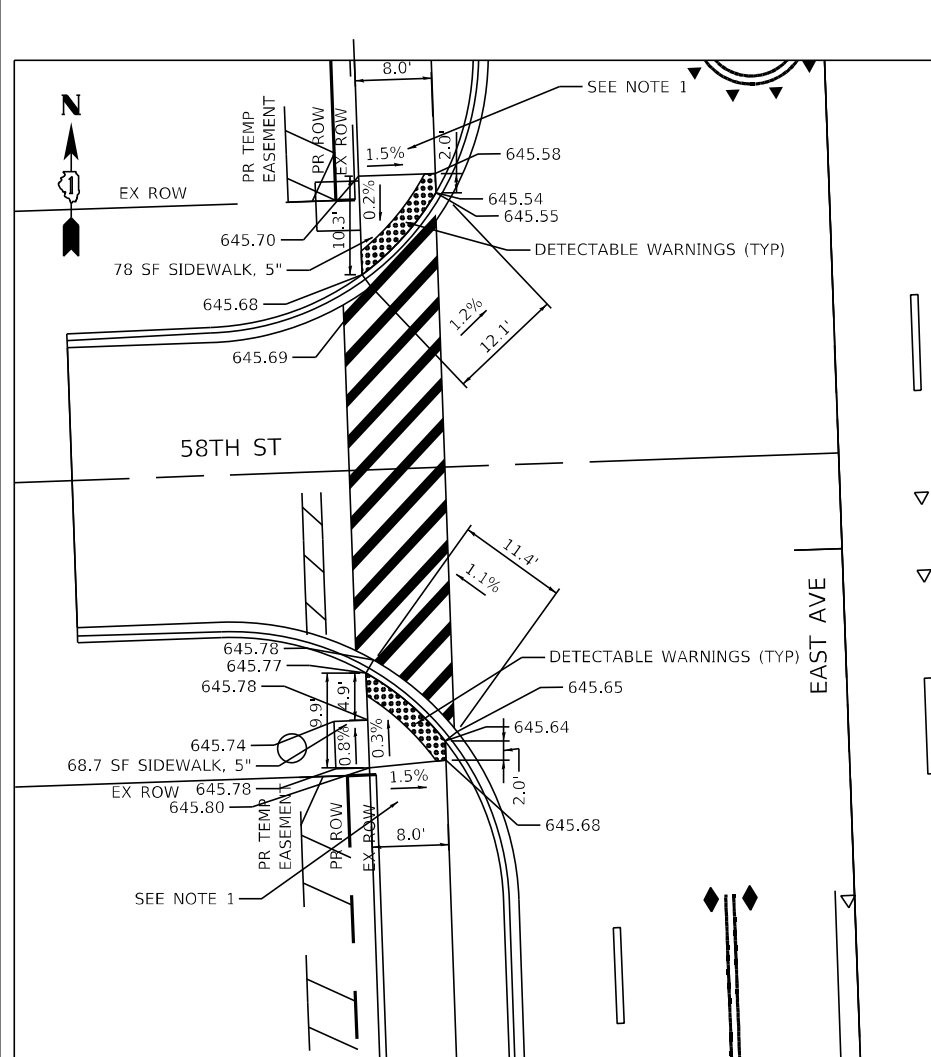 8.0'
SEE NOTE 1
N
PR TEMP
EASEMENT
PR ROW
EX ROW
1.5%
2.0'
645.58
1
EX ROW
0.2%
645.54
645.55
645.70
10.3'
DETECTABLE WARNINGS (TYP)
78 SF SIDEWALK, 5"
645.68
1.2%
12.1'
645.69
58TH ST
11.4'
1.1%
EAST AVE
645.78
645.77
DETECTABLE WARNINGS (TYP)
645.78
645.65
9.9'
4.9'
645.64
645.74
0.8%
0.3%
68.7 SF SIDEWALK, 5"
1.5%
2.0'
EX ROW
645.78
645.80
PR TEMP
EASEMENT
PR ROW
EX ROW
8.0'
645.68
SEE NOTE 1